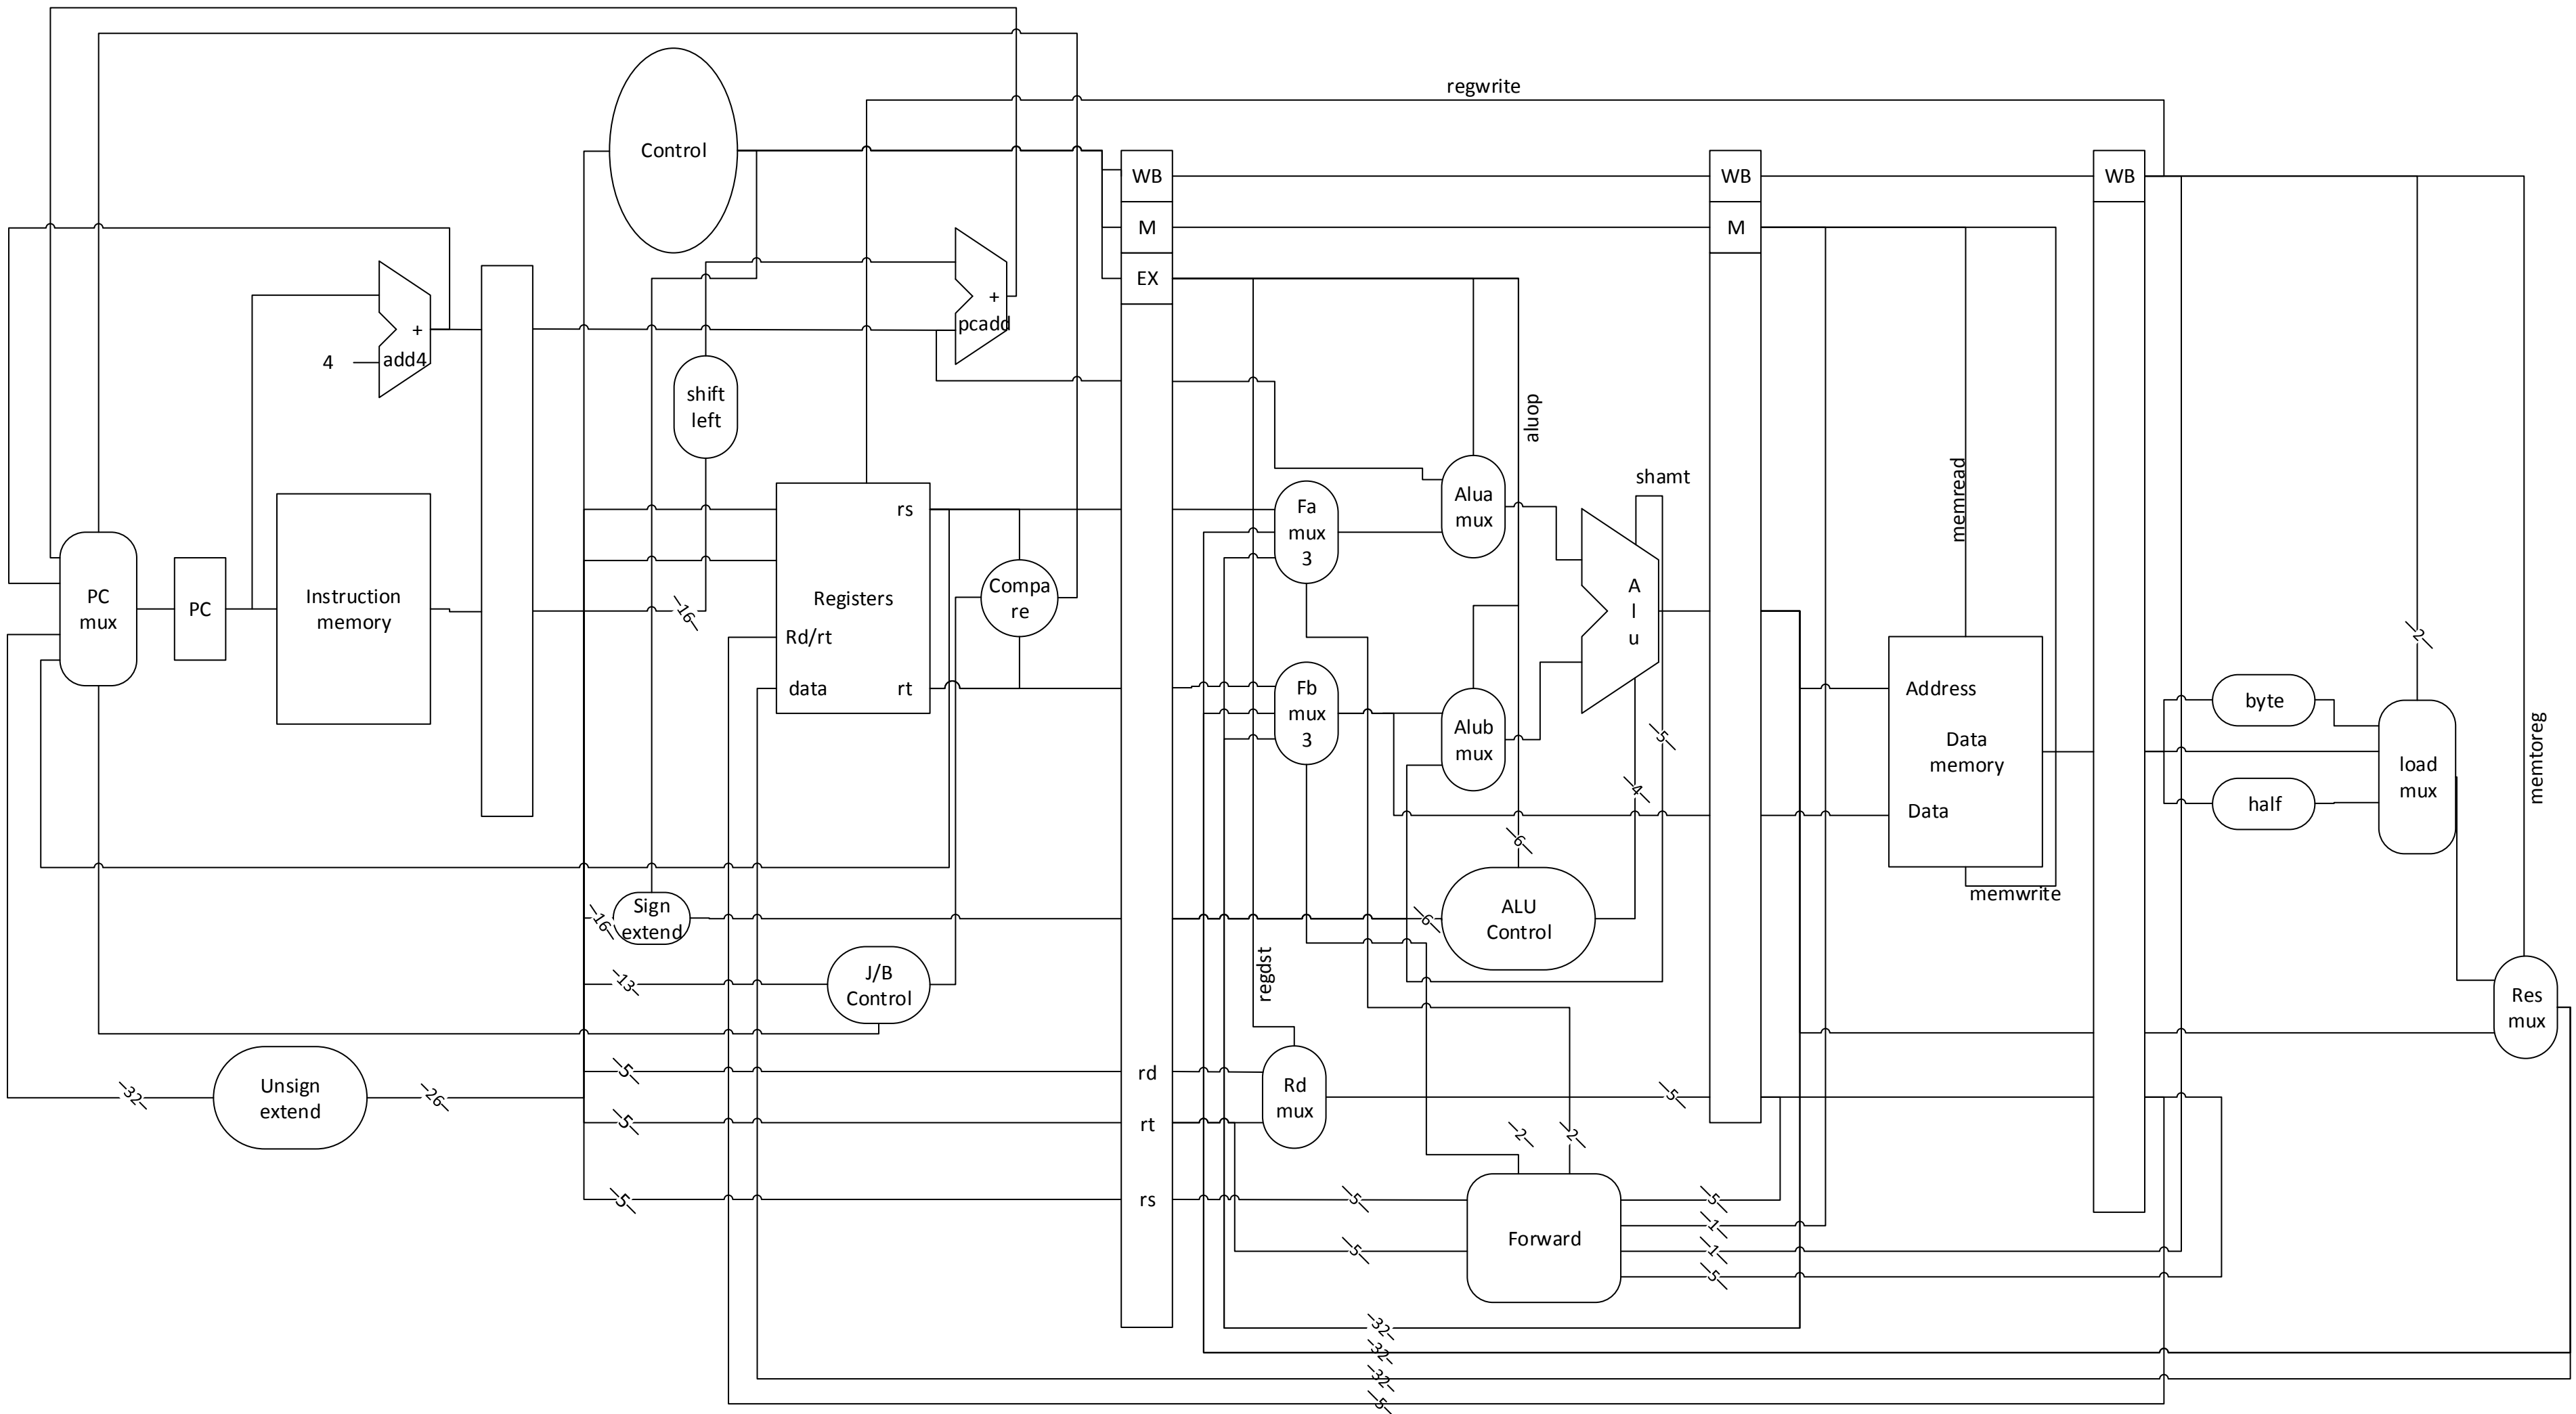 regwrite
Control
WB
WB
WB
M
M
EX
+
pcadd
+
add4
4
shift
left
aluop
memread
shamt
Alua
mux
Fa
mux
3
rs
Registers
Rd/rt
data
rt
Compa
re
PC
mux
PC
Instruction
memory
16
A
l
u
2
Fb
mux
3
Alub
mux
5
4
6
Address
Data
memory
Data
memwrite
byte
half
load
mux
memtoreg
16
Sign
extend
6
ALU
Control
13
J/B
Control
regdst
Res
mux
32
Unsign
extend
26
5
rd
Rd
mux
5
5
rt
2
2
5
rs
5
5
Forward
5
1
1
5
32
32
32
5